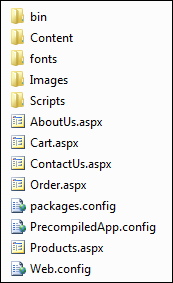 bin
Content
fonts
Images
Scripts
AboutUs.aspx
Cart.aspx
ContactUs.aspx
Order.aspx
packages.config
PrecompiledApp.config
Products.aspx
Web.config